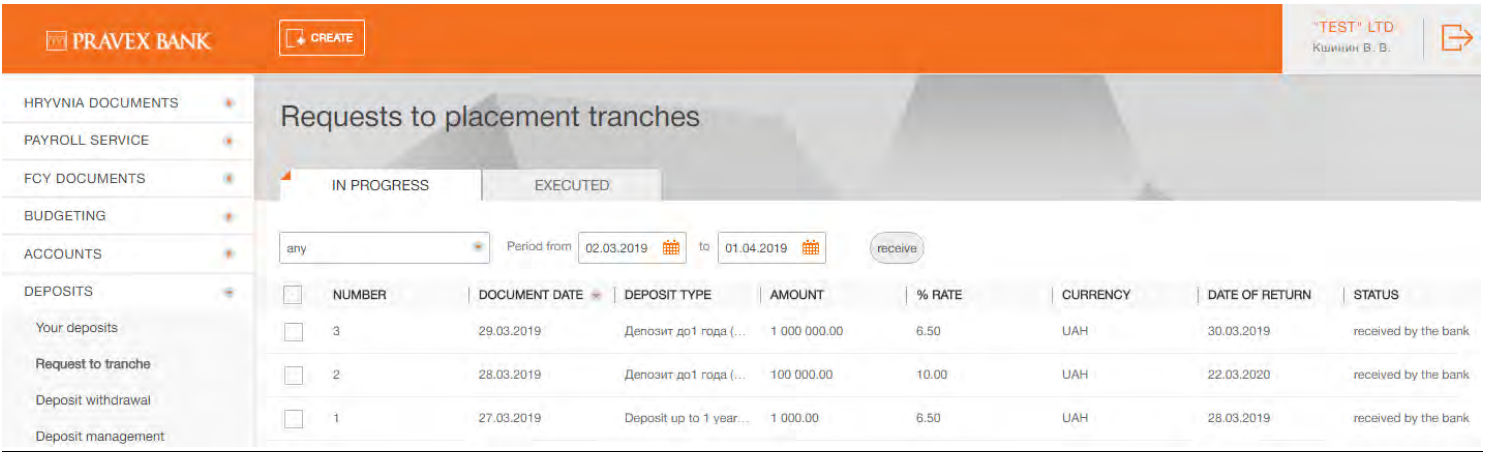 PRAVEX BANK
CREATE
"TEST" LTD
Кшинин В. В.
HRYVNIA DOCUMENTS
PAYROLL SERVICE
FCY DOCUMENTS
BUDGETING
ACCOUNTS
DEPOSITS
Your deposits
Request to tranche
Deposit withdrawal
Deposit management
Requests to placement tranches
IN PROGRESS EXECUTED
any Period from 02.03.2019 to 01.04.2019 receive
NUMBER DOCUMENT DATE DEPOSIT TYPE AMOUNT % RATE CURRENCY DATE OF RETURN STATUS
3 29.03.2019 Депозит до1 года (... 1 000 000.00 6.50 UAH 30.03.2019 received by the bank
2 28.03.2019 Депозит до1 года (... 100 000.00 10.00 UAH 22.03.2020 received by the bank
1 27.03.2019 Deposit up to 1 year... 1 000.00 6.50 UAH 28.03.2019 received by the bank